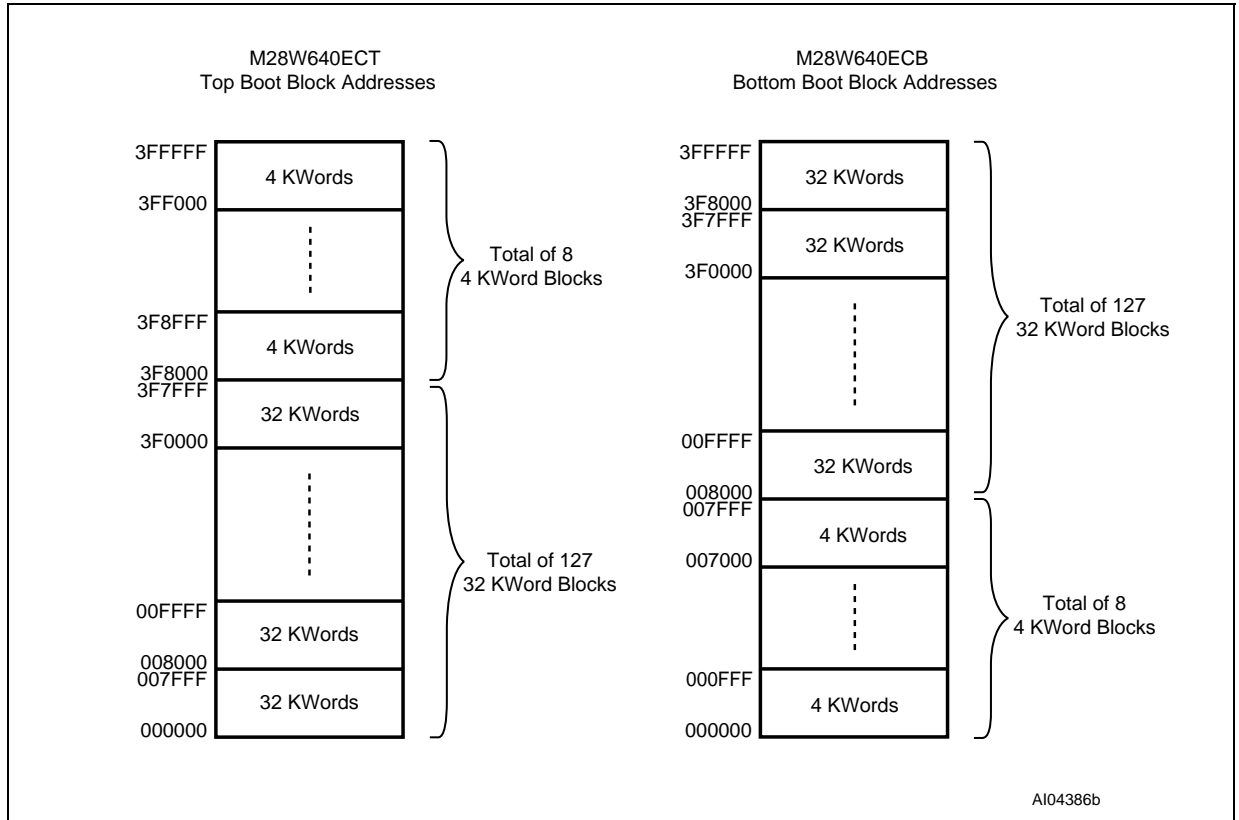 M28W640ECT
Top Boot Block Addresses
3FFFFF
4 KWords
3FF000
Total of 8
4 KWord Blocks
3F8FFF
4 KWords
3F8000
3F7FFF
32 KWords
3F0000
Total of 127
32 KWord Blocks
00FFFF
32 KWords
008000
007FFF
32 KWords
000000
M28W640ECB
Bottom Boot Block Addresses
3FFFFF
32 KWords
3F8000
3F7FFF
32 KWords
3F0000
Total of 127
32 KWord Blocks
00FFFF
32 KWords
008000
007FFF
4 KWords
007000
Total of 8
4 KWord Blocks
000FFF
4 KWords
000000
AI04386b